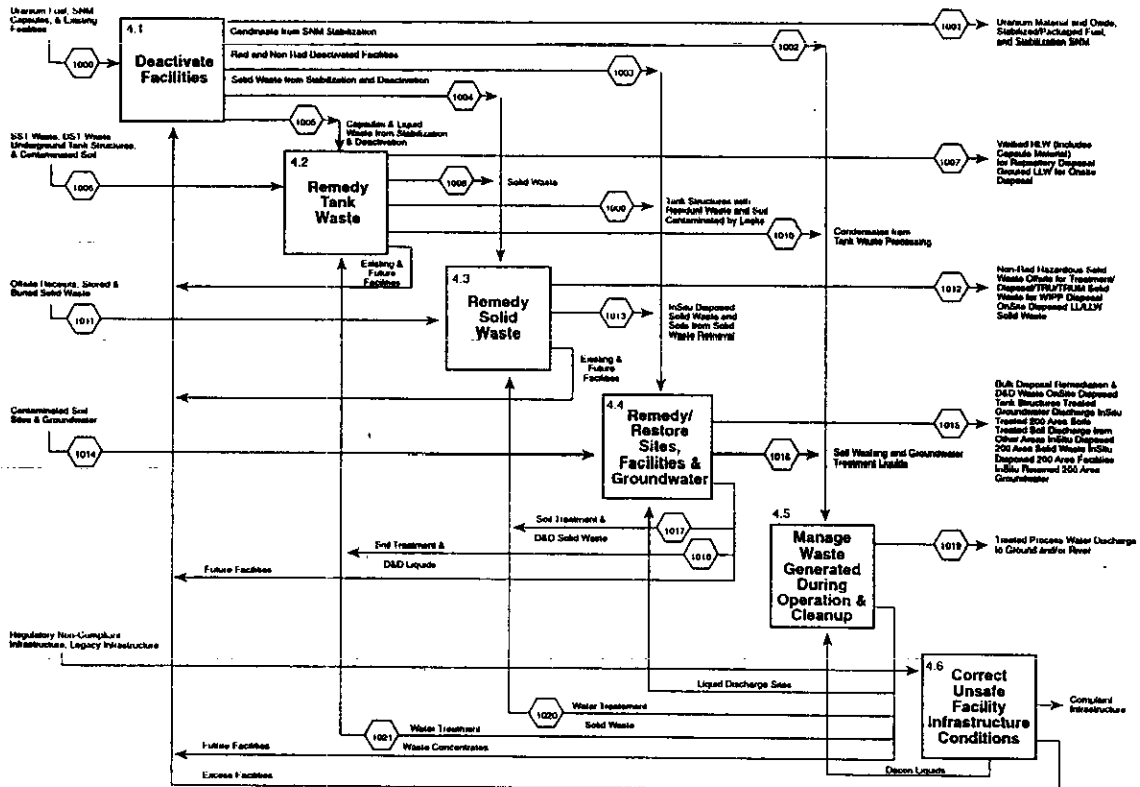 Uranium Fuel, SNM
Capsules, & Existing
Facilities
1000
4.1
Deactivate
Facilities
Condensate from SNM Stabilization
1001
Uranium Material and Oxide,
Stabilized/Packaged Fuel,
and Stabilization SNM
1002
Rad and Non Rad Deactivated Facilities
1003
Solid Waste from Stabilization and Deactivation
1004
1005
Capsules & Liquid
Waste from Stabilization
& Deactivation
SST Waste, DST Waste
Underground Tank Structures,
& Contaminated Soil
1006
4.2
Remedy
Tank
Waste
1007
Vitrified HLW (Includes
Capsule Material)
for Repository Disposal
Grouted LLW for Onsite
Disposal
1008
Solid Waste
1009
Tank Structures with
Residual Waste and Soil
Contaminated by Leaks
1010
Condensates from
Tank Waste Processing
Existing &
Future
Facilities
Offsite Receipts, Stored &
Buried Solid Waste
1011
4.3
Remedy
Solid
Waste
1012
Non-Rad Hazardous Solid
Waste Offsite for Treatment/
Disposal/TRU/TRUM Solid
Waste for WIPP Disposal
OnSite Disposed LL/LLW
Solid Waste
1013
InSitu Disposed
Solid Waste and
Soils from Solid
Waste Retrieval
Existing &
Future
Facilities
Contaminated Soil
Sites & Groundwater
1014
4.4
Remedy/
Restore
Sites,
Facilities &
Groundwater
1015
Bulk Disposal Remediation &
D&D Waste OnSite Disposed
Tank Structures Treated
Groundwater Discharge InSitu
Treated 200 Area Soils
Treated Soil Discharge from
Other Areas InSitu Disposed
200 Area Solid Waste InSitu
Disposed 200 Area Facilities
InSitu Reserved 200 Area
Groundwater
1016
Soil Washing and Groundwater
Treatment Liquids
Soil Treatment &
1017
D&D Solid Waste
Soil Treatment &
1018
D&D Liquids
Future Facilities
4.5
Manage
Waste
Generated
During
Operation &
Cleanup
1019
Treated Process Water Discharge
to Ground and/or River
Regulatory Non-Compliant
Infrastructure, Legacy Infrastructure
4.6
Correct
Unsafe
Facility
Infrastructure
Conditions
Compliant
Infrastructure
Liquid Discharge Sites
1020
Water Treatement
Solid Waste
1021
Water Treatment
Waste Concentrates
Future Facilities
Decon Liquids
Excess Facilities